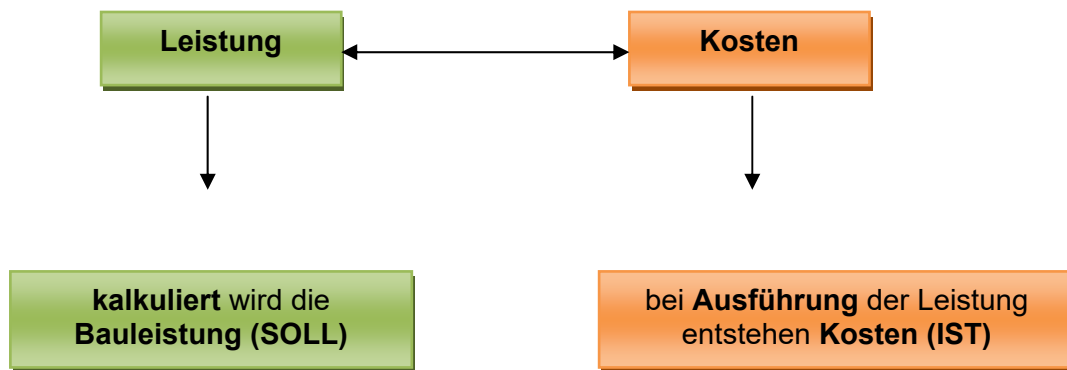 Leistung
Kosten
kalkuliert wird die
Bauleistung (SOLL)
bei Ausführung der Leistung
entstehen Kosten (IST)